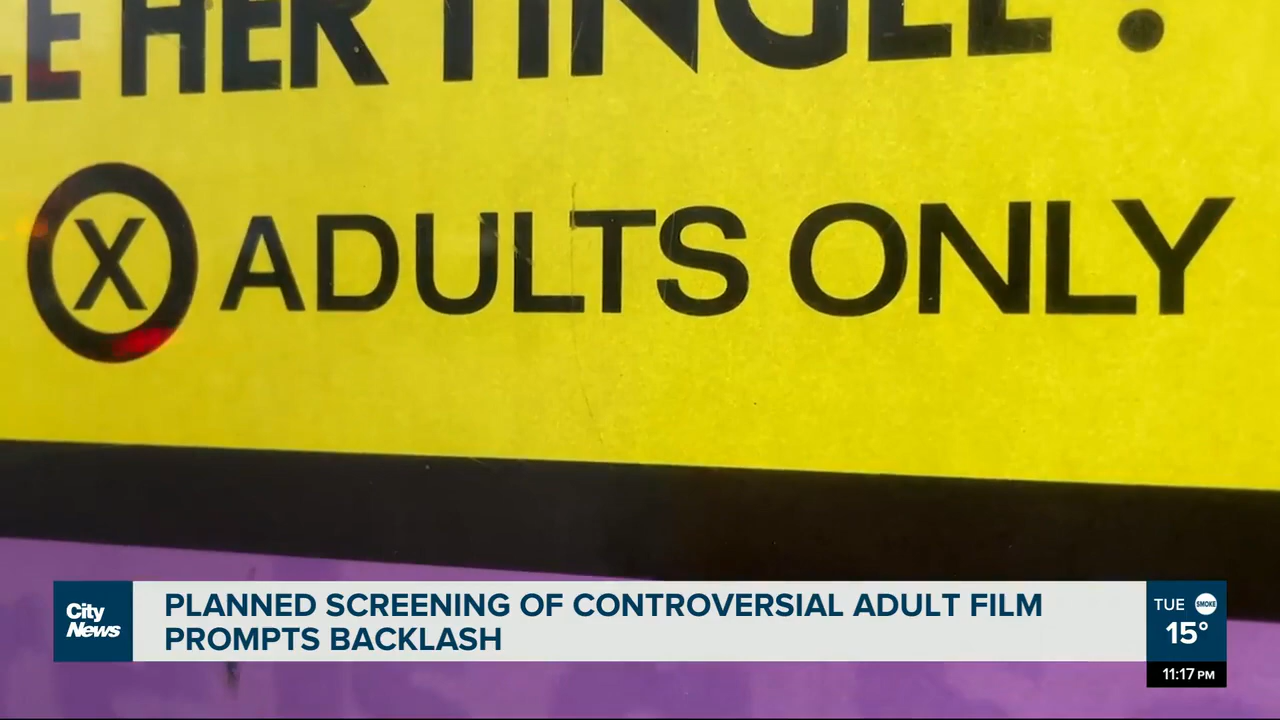 HER TINGLE?
X ADULTS ONLY
City
News
PLANNED SCREENING OF CONTROVERSIAL ADULT FILM
PROMPTS BACKLASH
TUE SMOKE
15°
11:17 PM